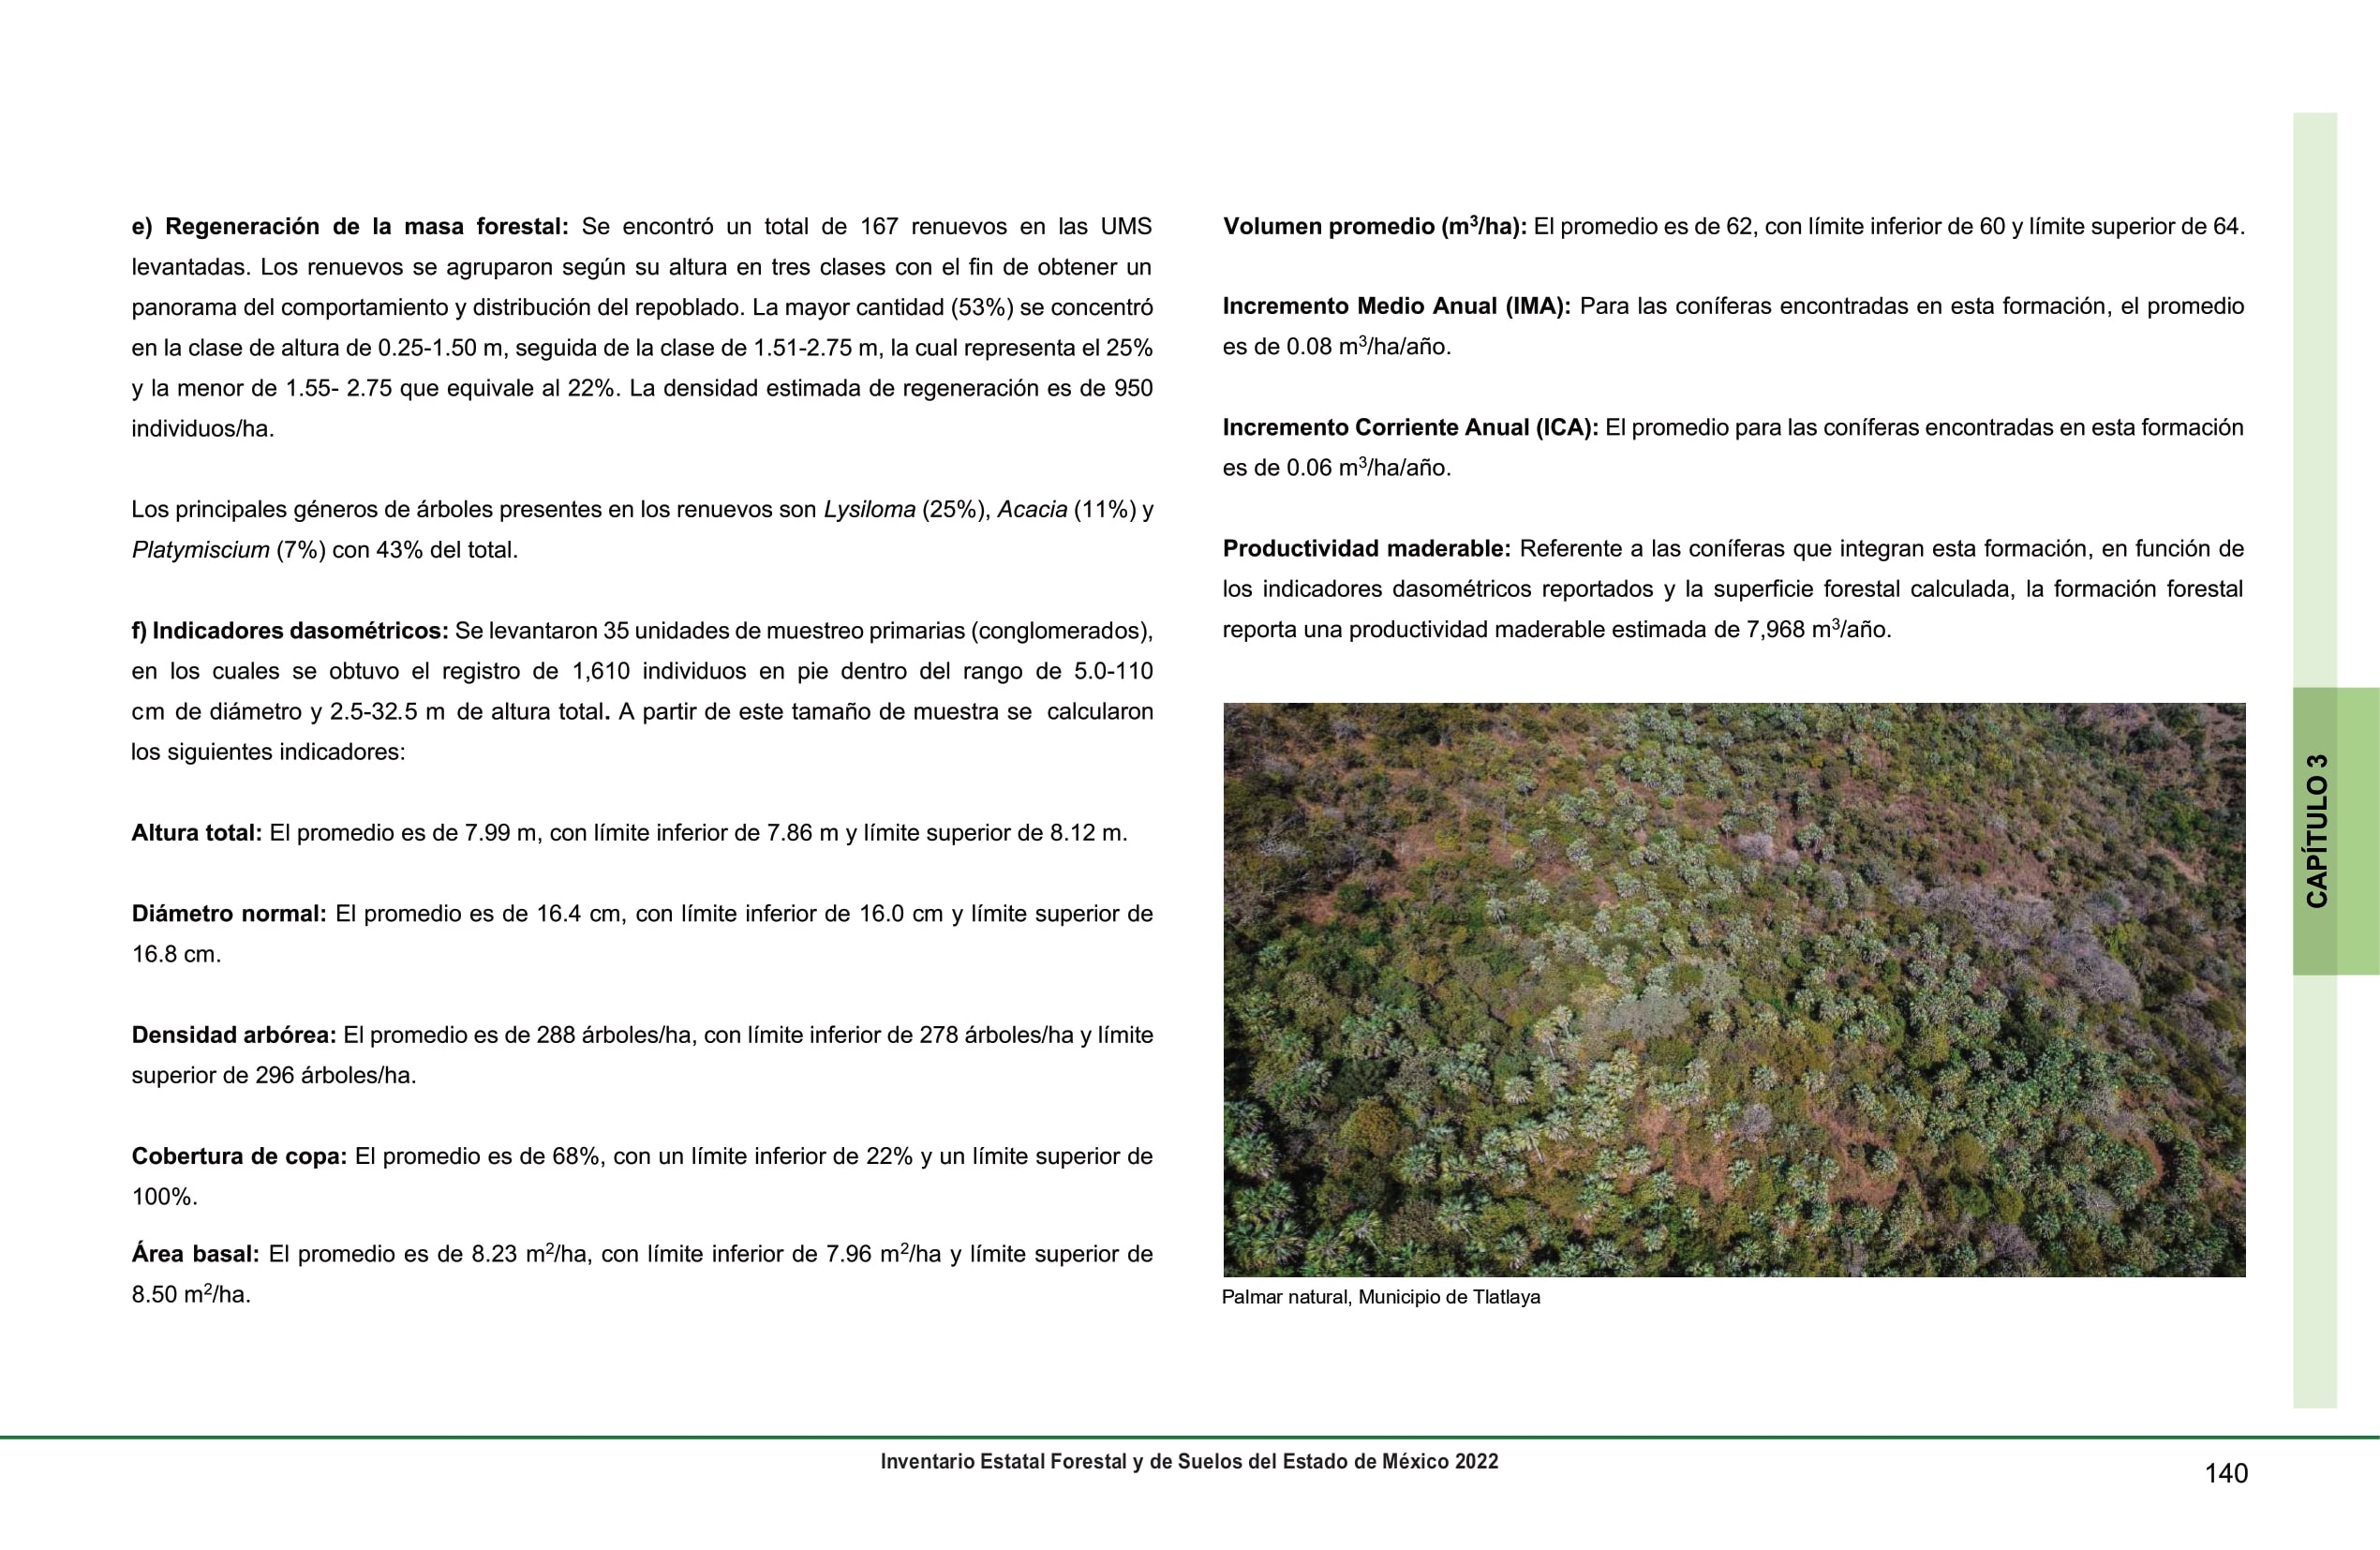 e) Regeneración de la masa forestal: Se encontró un total de 167 renuevos en las UMS
levantadas. Los renuevos se agruparon según su altura en tres clases con el fin de obtener un
panorama del comportamiento y distribución del repoblado. La mayor cantidad (53%) se concentró
en la clase de altura de 0.25-1.50 m, seguida de la clase de 1.51-2.75 m, la cual representa el 25%
y la menor de 1.55- 2.75 que equivale al 22%. La densidad estimada de regeneración es de 950
individuos/ha.
Los principales géneros de árboles presentes en los renuevos son Lysiloma (25%), Acacia (11%) y
Platymiscium (7%) con 43% del total.
f) Indicadores dasométricos: Se levantaron 35 unidades de muestreo primarias (conglomerados),
en los cuales se obtuvo el registro de 1,610 individuos en pie dentro del rango de 5.0-110
cm de diámetro y 2.5-32.5 m de altura total. A partir de este tamaño de muestra se calcularon
los siguientes indicadores:
Altura total: El promedio es de 7.99 m, con límite inferior de 7.86 m y límite superior de 8.12 m.
Diámetro normal: El promedio es de 16.4 cm, con límite inferior de 16.0 cm y límite superior de
16.8 cm.
Densidad arbórea: El promedio es de 288 árboles/ha, con límite inferior de 278 árboles/ha y límite
superior de 296 árboles/ha.
Cobertura de copa: El promedio es de 68%, con un límite inferior de 22% y un límite superior de
100%.
Área basal: El promedio es de 8.23 m²/ha, con límite inferior de 7.96 m²/ha y límite superior de
8.50 m²/ha.
Volumen promedio (m³/ha): El promedio es de 62, con límite inferior de 60 y límite superior de 64.
Incremento Medio Anual (IMA): Para las coníferas encontradas en esta formación, el promedio
es de 0.08 m³/ha/año.
Incremento Corriente Anual (ICA): El promedio para las coníferas encontradas en esta formación
es de 0.06 m³/ha/año.
Productividad maderable: Referente a las coníferas que integran esta formación, en función de
los indicadores dasométricos reportados y la superficie forestal calculada, la formación forestal
reporta una productividad maderable estimada de 7,968 m³/año.
Palmar natural, Municipio de Tlatlaya
CAPÍTULO 3
Inventario Estatal Forestal y de Suelos del Estado de México 2022
140